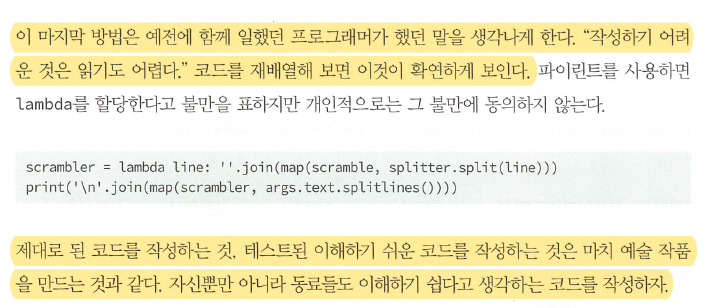 이 마지막 방법은 예전에 함께 일했던 프로그래머가 했던 말을 생각나게 한다. “작성하기 어려
운 것은 읽기도 어렵다.” 코드를 재배열해 보면 이것이 확연하게 보인다. 파이린트를 사용하면
lambda를 할당한다고 불만을 표하지만 개인적으로는 그 불만에 동의하지 않는다.
scrambler = lambda line: ''.join(map(scramble, splitter.split(line)))
print('\n'.join(map(scrambler, args.text.splitlines())))
제대로 된 코드를 작성하는 것, 테스트된 이해하기 쉬운 코드를 작성하는 것은 마치 예술 작품
을 만드는 것과 같다. 자신뿐만 아니라 동료들도 이해하기 쉽다고 생각하는 코드를 작성하자.